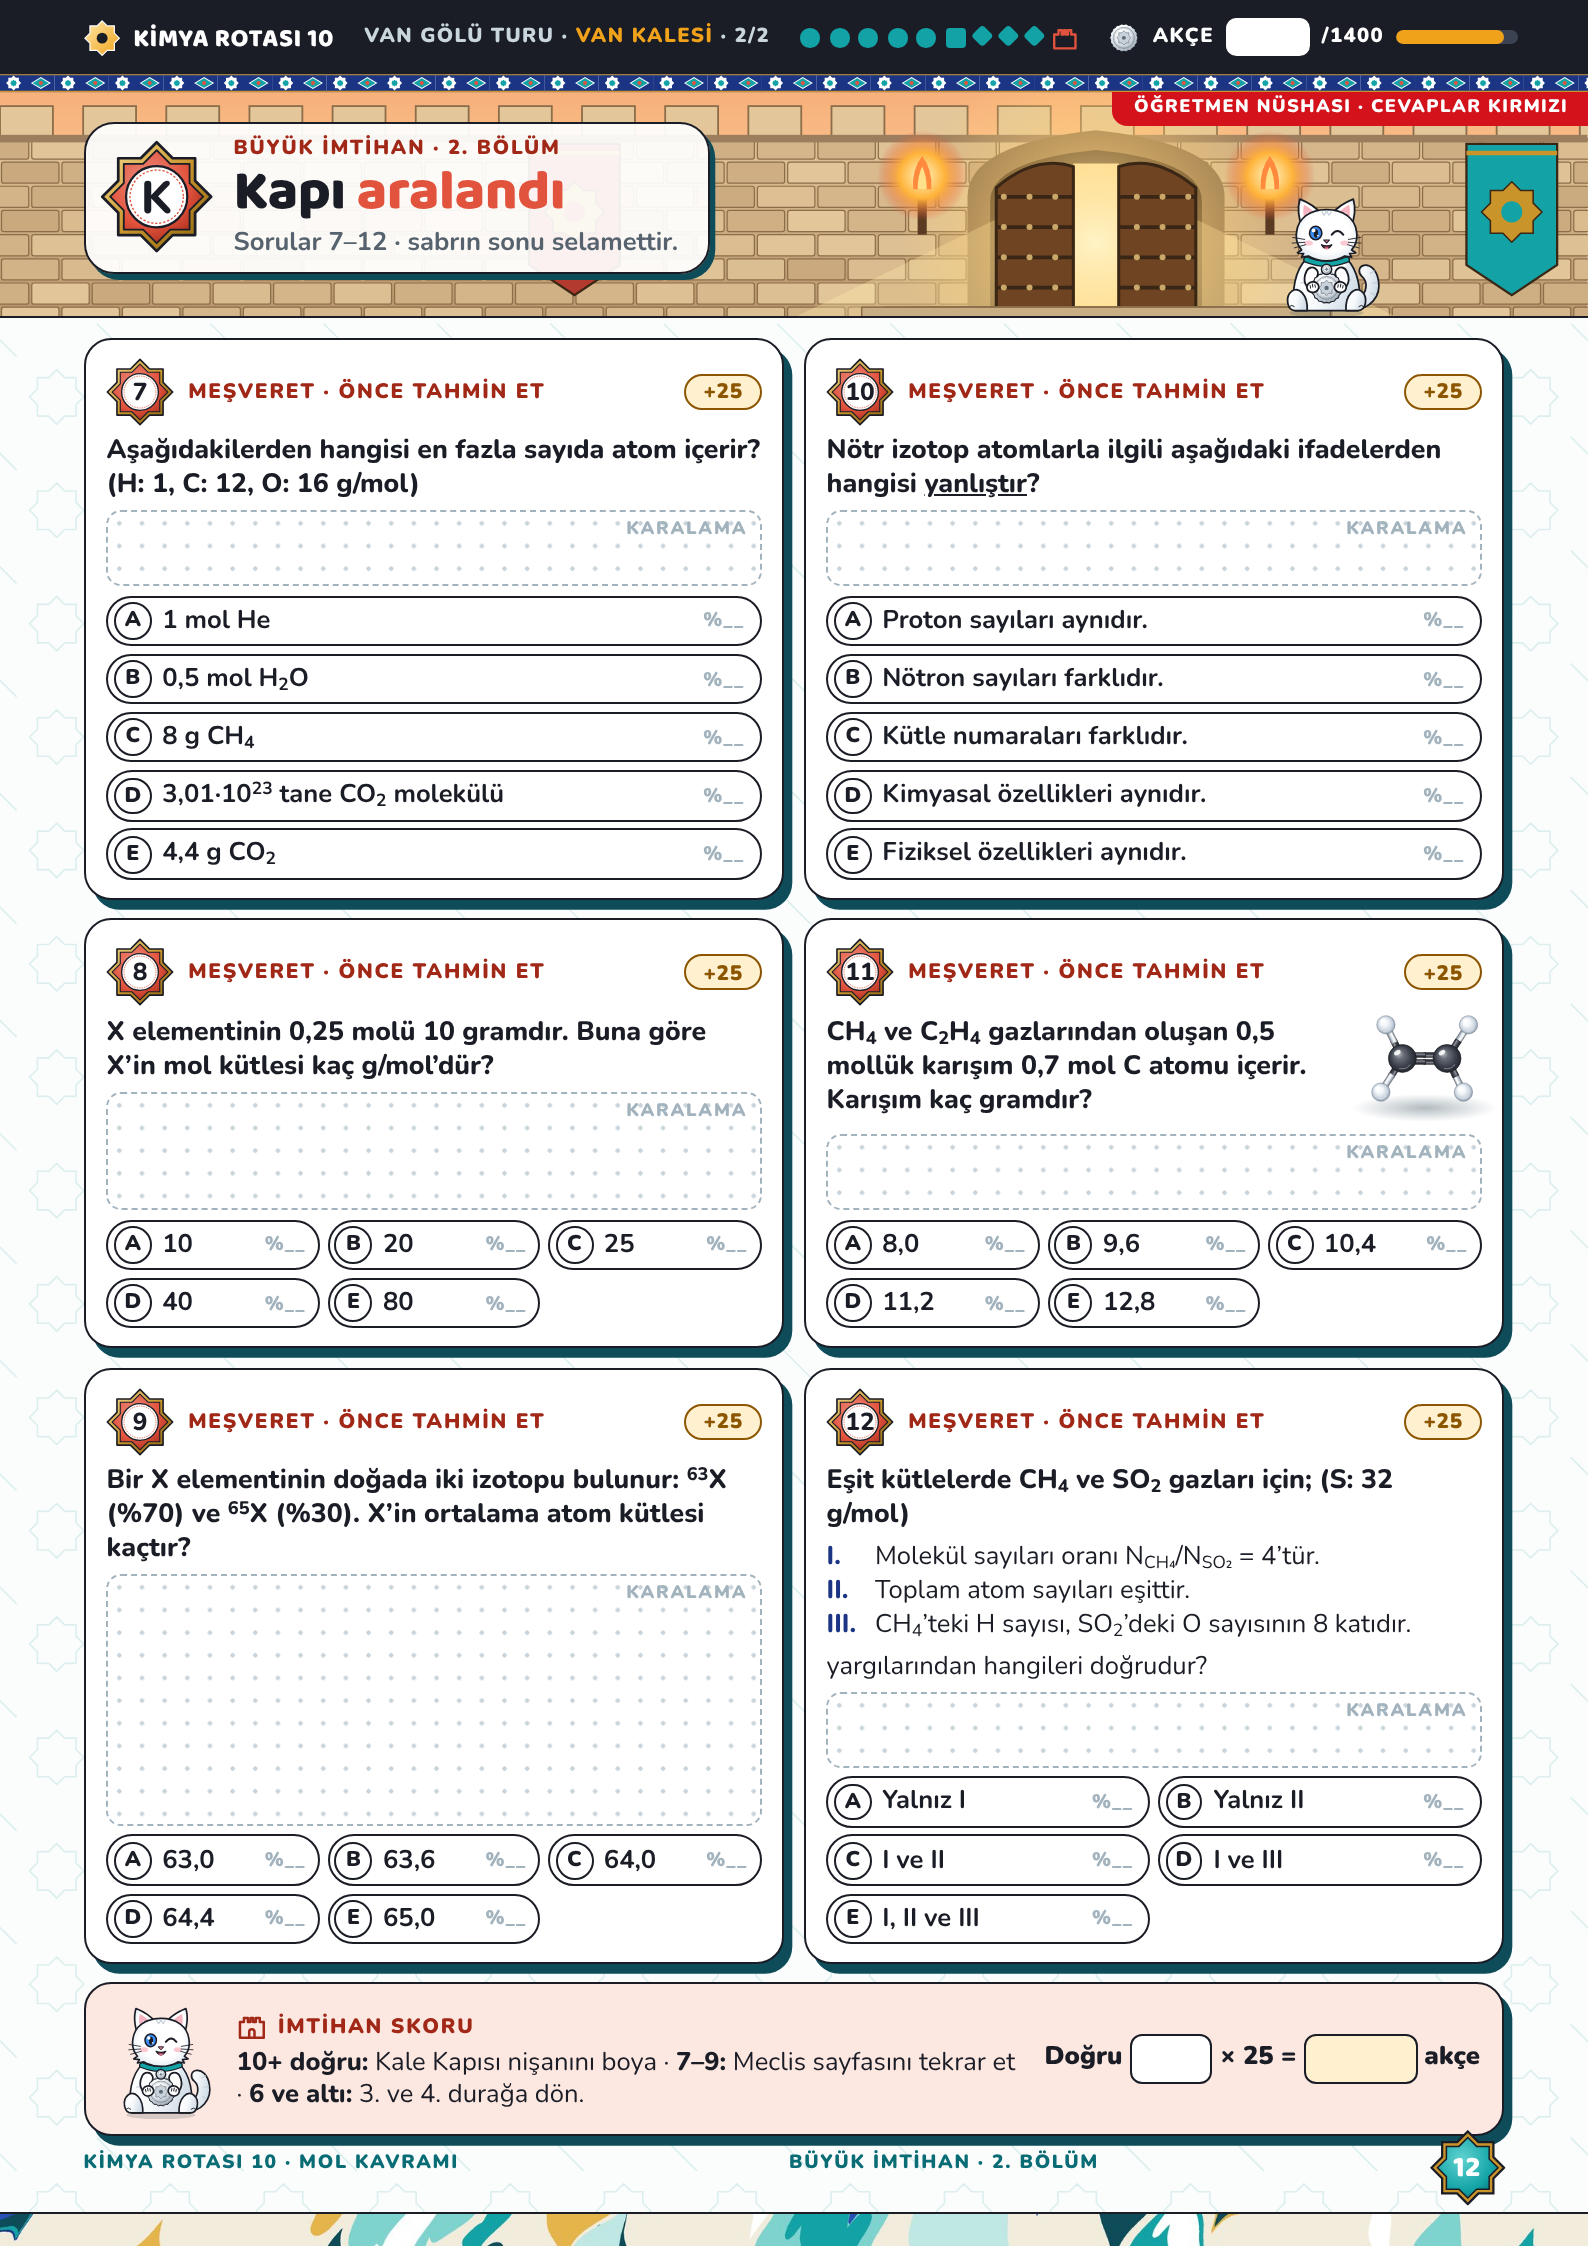 KİMYA ROTASI 10 VAN GÖLÜ TURU · VAN KALESİ · 2/2 AKÇE /1400
ÖĞRETMEN NÜSHASI · CEVAPLAR KIRMIZI
BÜYÜK İMTİHAN · 2. BÖLÜM
K
Kapı aralandı
Sorular 7–12 · sabrın sonu selamettir.
7 MEŞVERET · ÖNCE TAHMİN ET +25
Aşağıdakilerden hangisi en fazla sayıda atom içerir?
(H: 1, C: 12, O: 16 g/mol)
KARALAMA
A 1 mol He %__
B 0,5 mol H₂O %__
C 8 g CH₄ %__
D 3,01·10²³ tane CO₂ molekülü %__
E 4,4 g CO₂ %__
8 MEŞVERET · ÖNCE TAHMİN ET +25
X elementinin 0,25 molü 10 gramdır. Buna göre
X’in mol kütlesi kaç g/mol’dür?
KARALAMA
A 10 %__ B 20 %__ C 25 %__
D 40 %__ E 80 %__
9 MEŞVERET · ÖNCE TAHMİN ET +25
Bir X elementinin doğada iki izotopu bulunur: ⁶³X
(%70) ve ⁶⁵X (%30). X’in ortalama atom kütlesi
kaçtır?
KARALAMA
A 63,0 %__ B 63,6 %__ C 64,0 %__
D 64,4 %__ E 65,0 %__
10 MEŞVERET · ÖNCE TAHMİN ET +25
Nötr izotop atomlarla ilgili aşağıdaki ifadelerden
hangisi yanlıştır?
KARALAMA
A Proton sayıları aynıdır. %__
B Nötron sayıları farklıdır. %__
C Kütle numaraları farklıdır. %__
D Kimyasal özellikleri aynıdır. %__
E Fiziksel özellikleri aynıdır. %__
11 MEŞVERET · ÖNCE TAHMİN ET +25
CH₄ ve C₂H₄ gazlarından oluşan 0,5
mollük karışım 0,7 mol C atomu içerir.
Karışım kaç gramdır?
KARALAMA
A 8,0 %__ B 9,6 %__ C 10,4 %__
D 11,2 %__ E 12,8 %__
12 MEŞVERET · ÖNCE TAHMİN ET +25
Eşit kütlelerde CH₄ ve SO₂ gazları için; (S: 32
g/mol)
I. Molekül sayıları oranı N_CH₄/N_SO₂ = 4’tür.
II. Toplam atom sayıları eşittir.
III. CH₄’teki H sayısı, SO₂’deki O sayısının 8 katıdır.
yargılarından hangileri doğrudur?
KARALAMA
A Yalnız I %__ B Yalnız II %__
C I ve II %__ D I ve III %__
E I, II ve III %__
İMTİHAN SKORU
10+ doğru: Kale Kapısı nişanını boya · 7–9: Meclis sayfasını tekrar et
· 6 ve altı: 3. ve 4. durağa dön.
Doğru × 25 = akçe
KİMYA ROTASI 10 · MOL KAVRAMI BÜYÜK İMTİHAN · 2. BÖLÜM 12